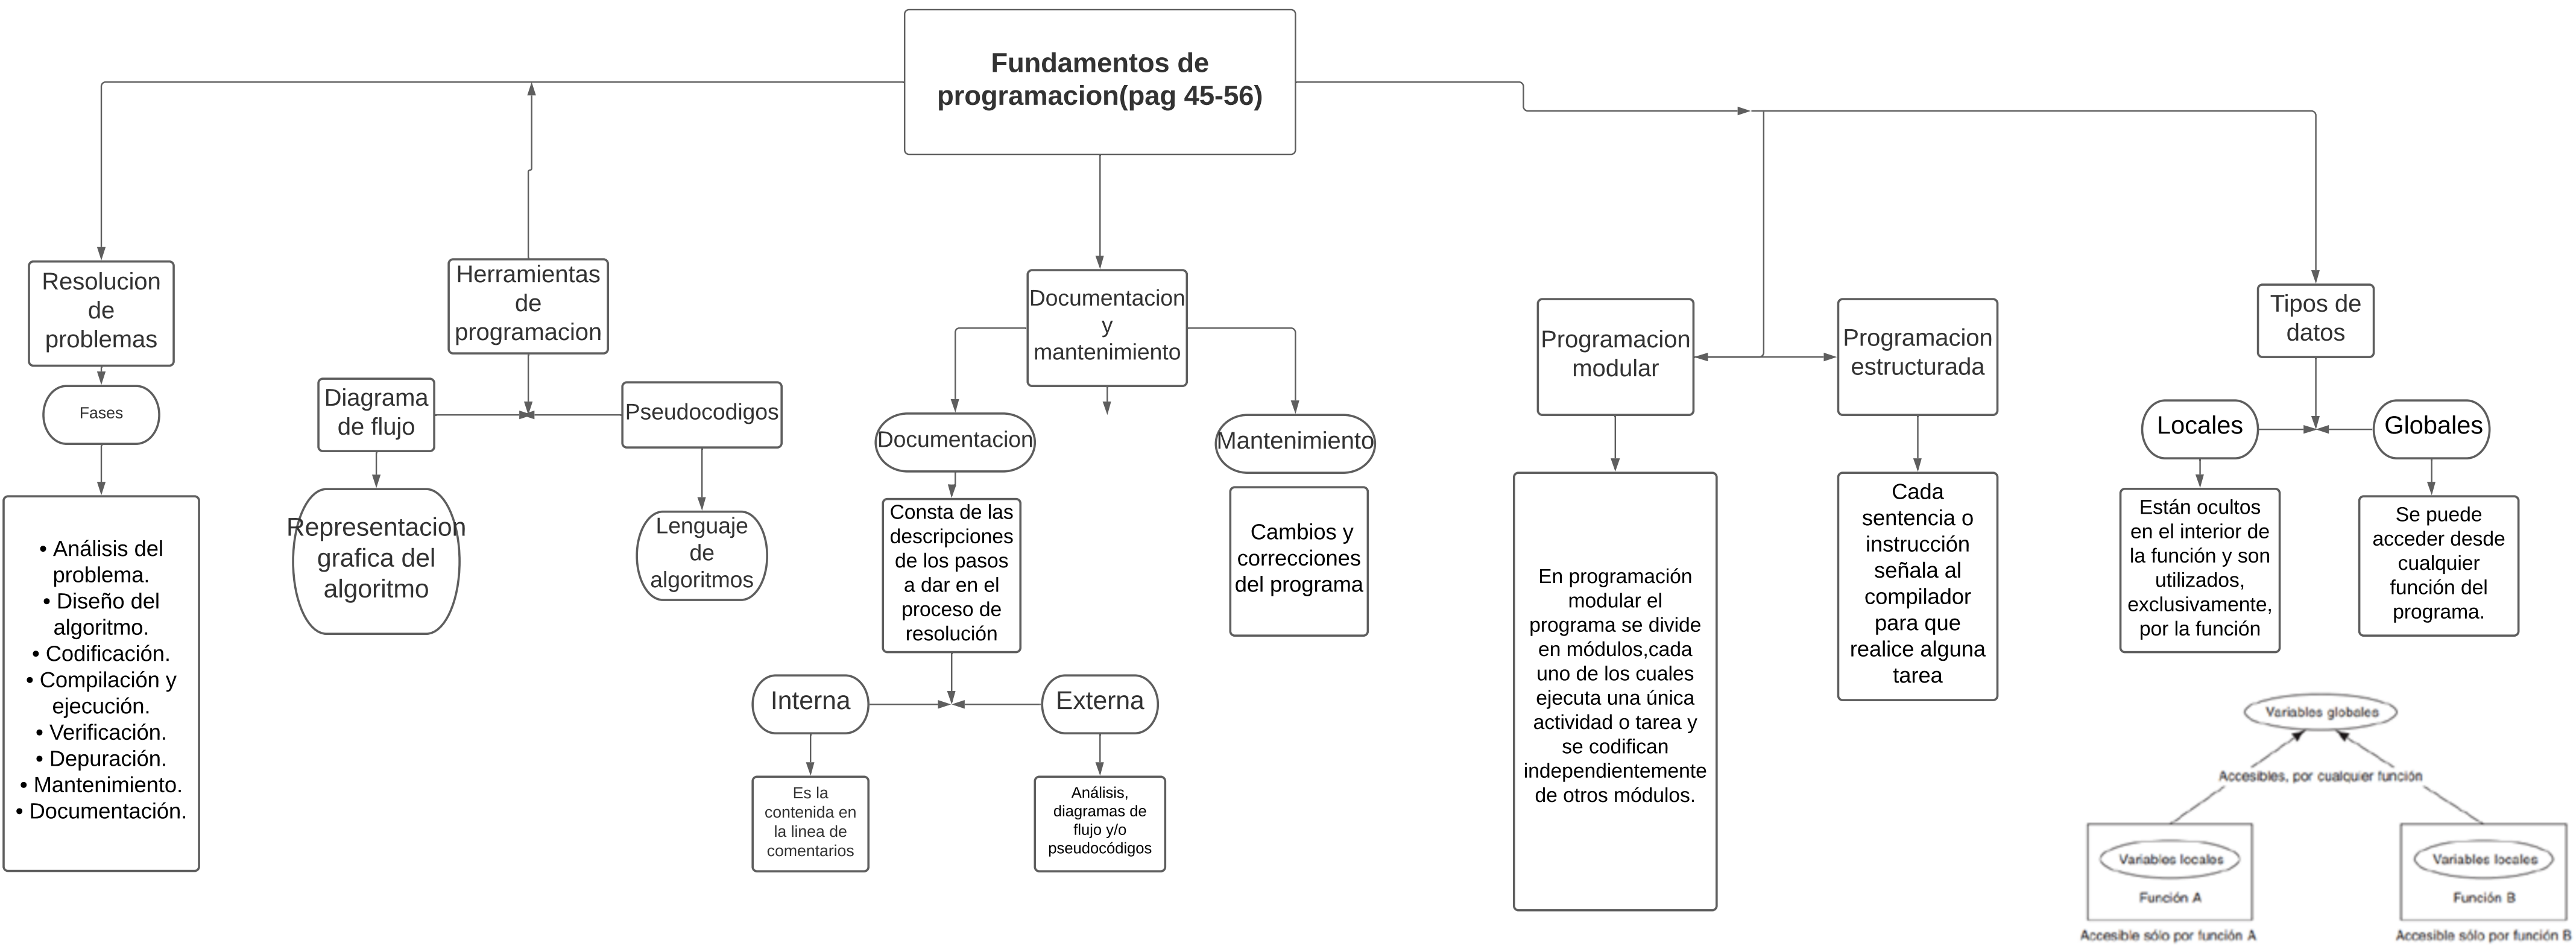 Fundamentos de
programacion(pag 45-56)
Resolucion
de
problemas
Fases
• Análisis del
problema.
• Diseño del
algoritmo.
• Codificación.
• Compilación y
ejecución.
• Verificación.
• Depuración.
• Mantenimiento.
• Documentación.
Herramientas
de
programacion
Diagrama
de flujo
Pseudocodigos
Representacion
grafica del
algoritmo
Lenguaje
de
algoritmos
Documentacion
y
mantenimiento
Documentacion
Mantenimiento
Consta de las
descripciones
de los pasos
a dar en el
proceso de
resolución
Cambios y
correcciones
del programa
Interna
Externa
Es la
contenida en
la linea de
comentarios
Análisis,
diagramas de
flujo y/o
pseudocódigos
Programacion
modular
Programacion
estructurada
En programación
modular el
programa se divide
en módulos,cada
uno de los cuales
ejecuta una única
actividad o tarea y
se codifican
independientemente
de otros módulos.
Cada
sentencia o
instrucción
señala al
compilador
para que
realice alguna
tarea
Tipos de
datos
Locales
Globales
Están ocultos
en el interior de
la función y son
utilizados,
exclusivamente,
por la función
Se puede
acceder desde
cualquier
función del
programa.
Variables globales
Accesibles, por cualquier función
Variables locales
Función A
Accesible sólo por función A
Variables locales
Función B
Accesible sólo por función B